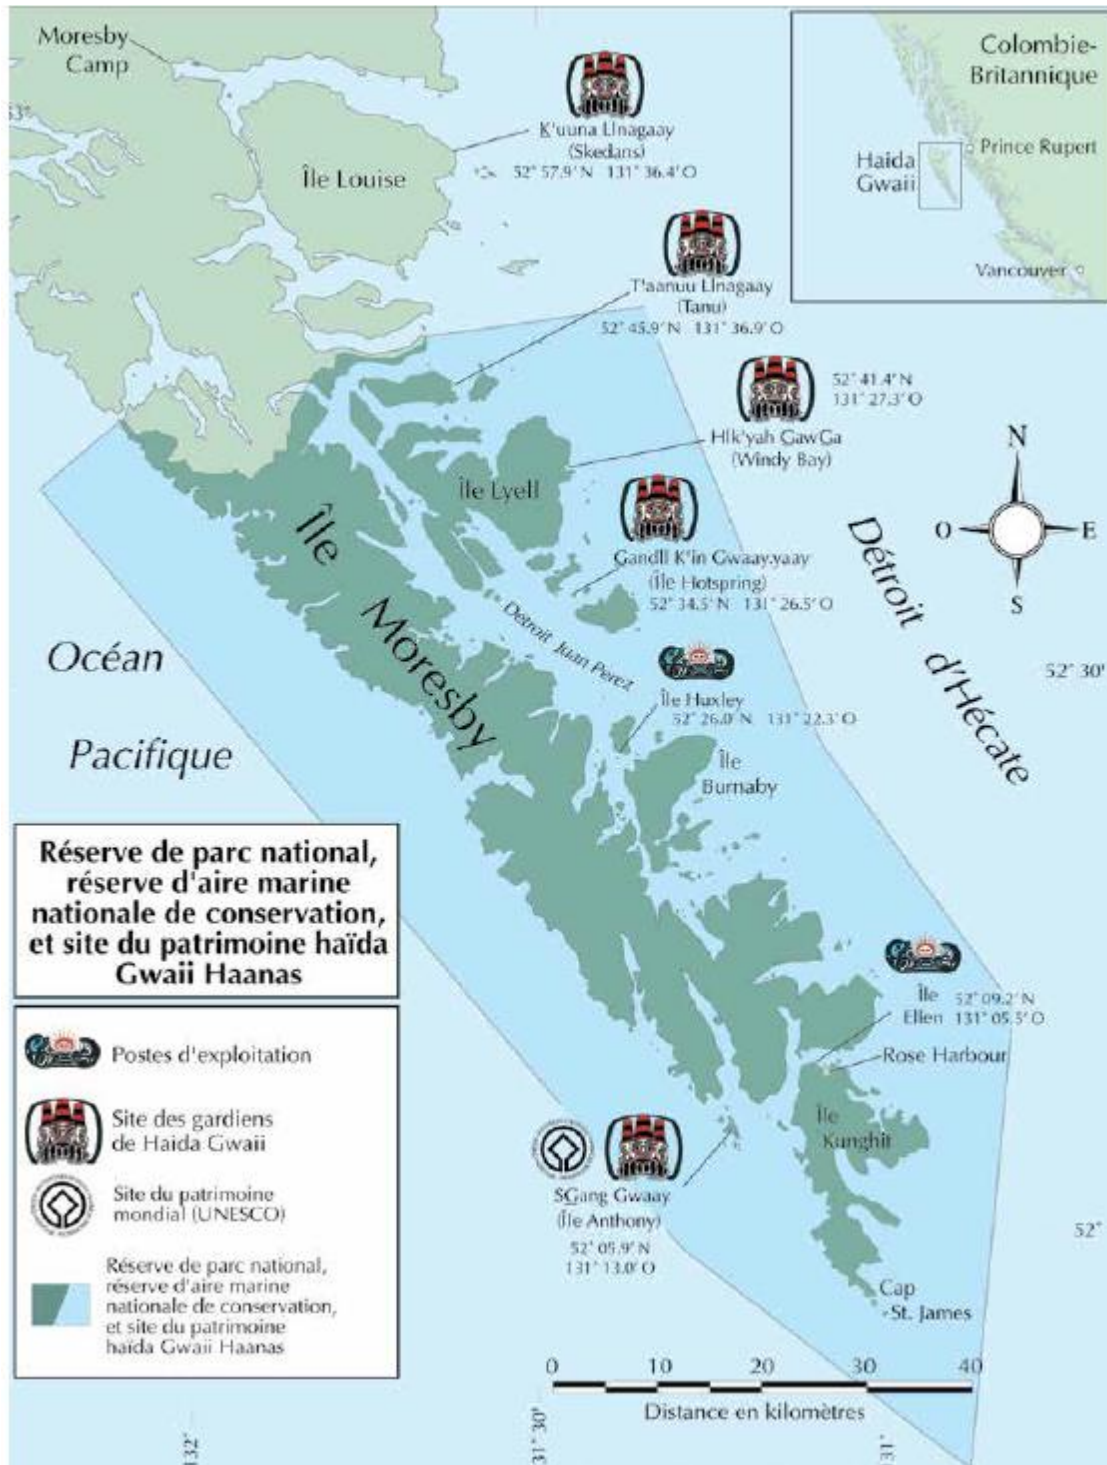 Moresby
Camp
53°
K'uuna Llnagaay
(Skedans)
52° 57.9' N 131° 36.4' O
Île Louise
Colombie-
Britannique
Prince Rupert
Haida
Gwaii
Vancouver
T'aanuu Llnagaay
(Tanu)
52° 45.9' N 131° 36.9' O
52° 41.4' N
131° 27.3' O
Hlk'yah GawGa
(Windy Bay)
Île Lyell
Gandll K'in Gwaay.yaay
(Île Hotspring)
52° 34.5' N 131° 26.5' O
N
O
E
S
Île
Moresby
Détroit Juan Perez
Détroit d'Hécate
52° 30'
Océan
Pacifique
Île Huxley
52° 26.0' N 131° 22.3' O
Île
Burnaby
Réserve de parc national,
réserve d'aire marine
nationale de conservation,
et site du patrimoine haïda
Gwaii Haanas
Île
Ellen
52° 09.2' N
131° 05.5' O
Rose Harbour
Île
Kunghit
Postes d'exploitation
Site des gardiens
de Haida Gwaii
Site du patrimoine
mondial (UNESCO)
Réserve de parc national,
réserve d'aire marine
nationale de conservation,
et site du patrimoine
haïda Gwaii Haanas
SGang Gwaay
(Île Anthony)
52° 05.9' N
131° 13.0' O
52°
Cap
St. James
0 10 20 30 40
Distance en kilomètres
132°
131° 30'
131°